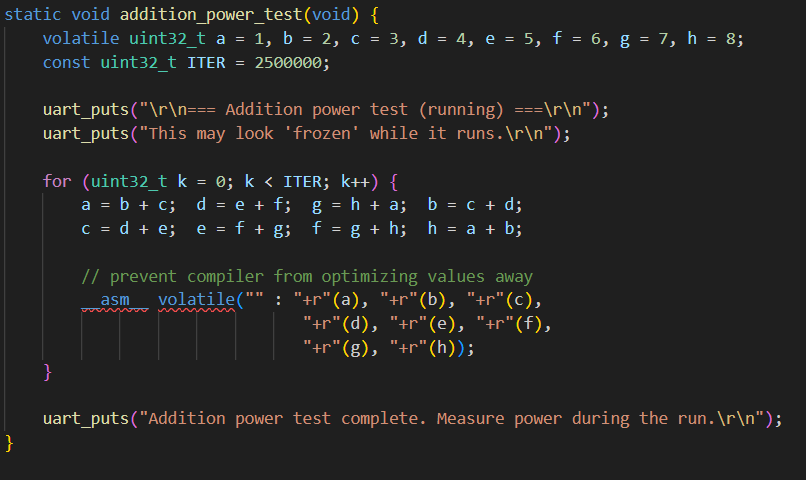 static void addition_power_test(void) {
    volatile uint32_t a = 1, b = 2, c = 3, d = 4, e = 5, f = 6, g = 7, h = 8;
    const uint32_t ITER = 2500000;

    uart_puts("\r\n=== Addition power test (running) ===\r\n");
    uart_puts("This may look 'frozen' while it runs.\r\n");

    for (uint32_t k = 0; k < ITER; k++) {
        a = b + c;  d = e + f;  g = h + a;  b = c + d;
        c = d + e;  e = f + g;  f = g + h;  h = a + b;

        // prevent compiler from optimizing values away
        __asm__ volatile("" : "+r"(a), "+r"(b), "+r"(c),
                              "+r"(d), "+r"(e), "+r"(f),
                              "+r"(g), "+r"(h));
    }

    uart_puts("Addition power test complete. Measure power during the run.\r\n");
}